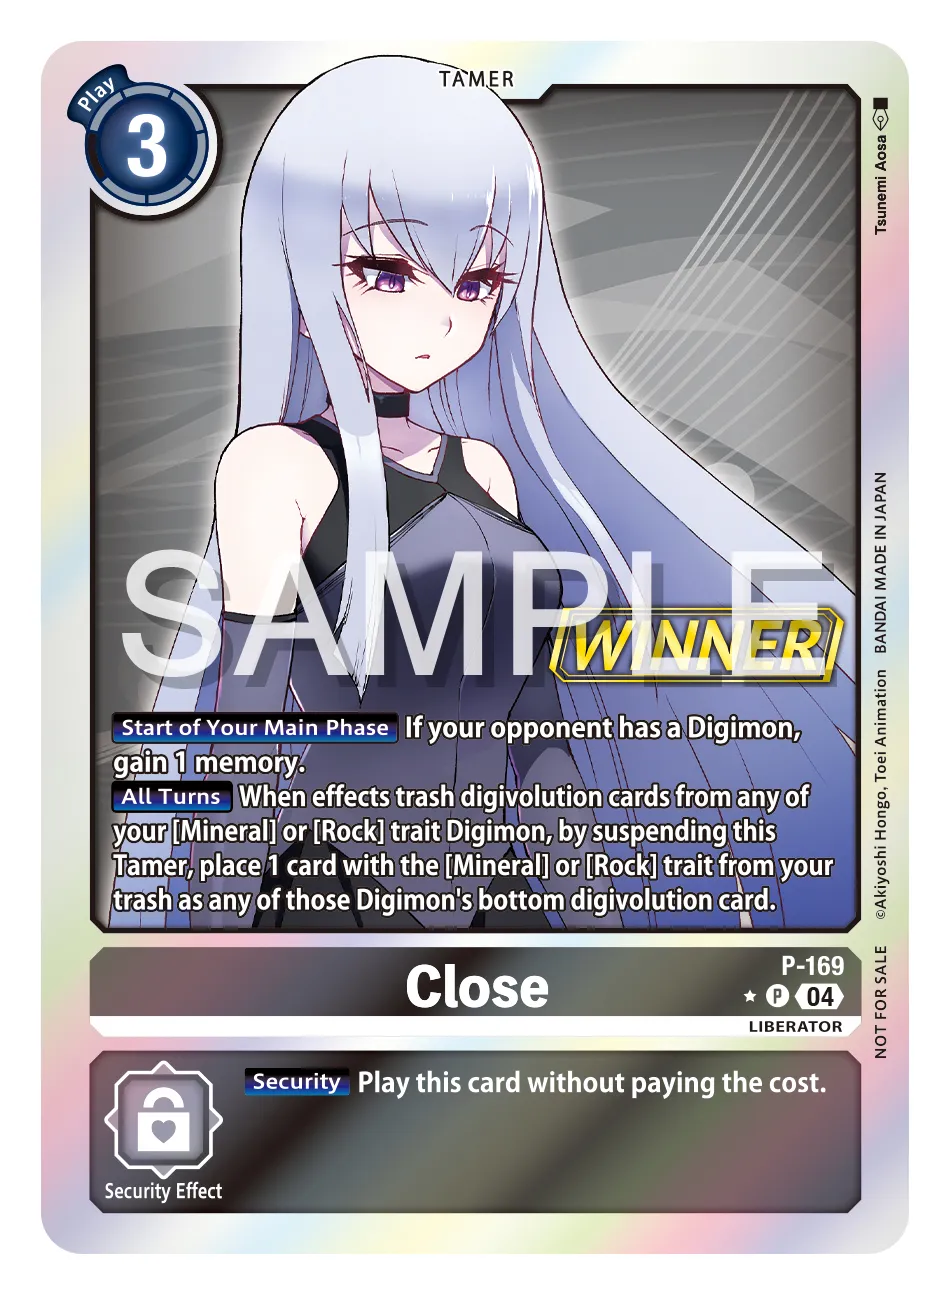 TAMER
Play
3
Tsunemi Aosa
SAMPLE
WINNER
Start of Your Main Phase If your opponent has a Digimon,
gain 1 memory.
All Turns When effects trash digivolution cards from any of
your [Mineral] or [Rock] trait Digimon, by suspending this
Tamer, place 1 card with the [Mineral] or [Rock] trait from your
trash as any of those Digimon's bottom digivolution card.
©Akiyoshi Hongo, Toei Animation BANDAI MADE IN JAPAN
Close
P-169
P 04
LIBERATOR
NOT FOR SALE
Security Play this card without paying the cost.
Security Effect